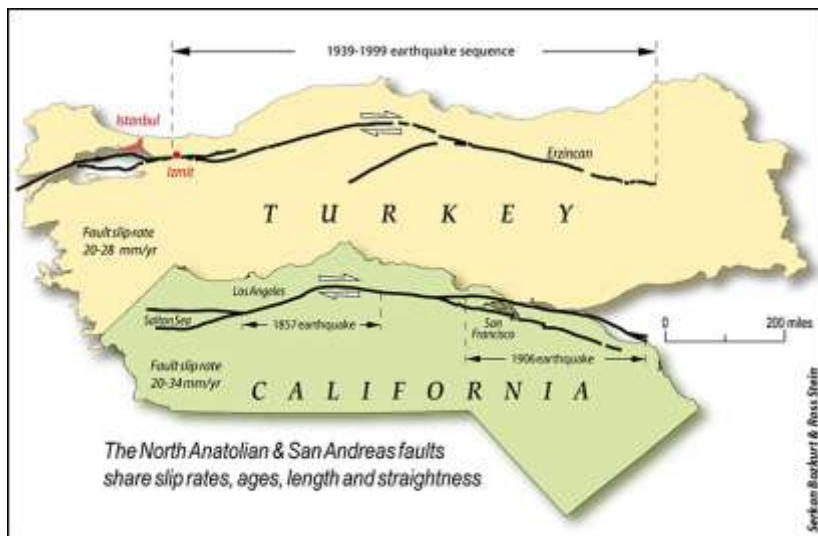 1939-1999 earthquake sequence
Istanbul
Izmit
Erzincan
TURKEY
Fault slip rate
20-28 mm/yr
Los Angeles
Salton Sea
1857 earthquake
San
Francisco
0 200 miles
1906 earthquake
Fault slip rate
20-34 mm/yr
CALIFORNIA
The North Anatolian & San Andreas faults
share slip rates, ages, length and straightness
Serkan Bozkurt & Ross Stein